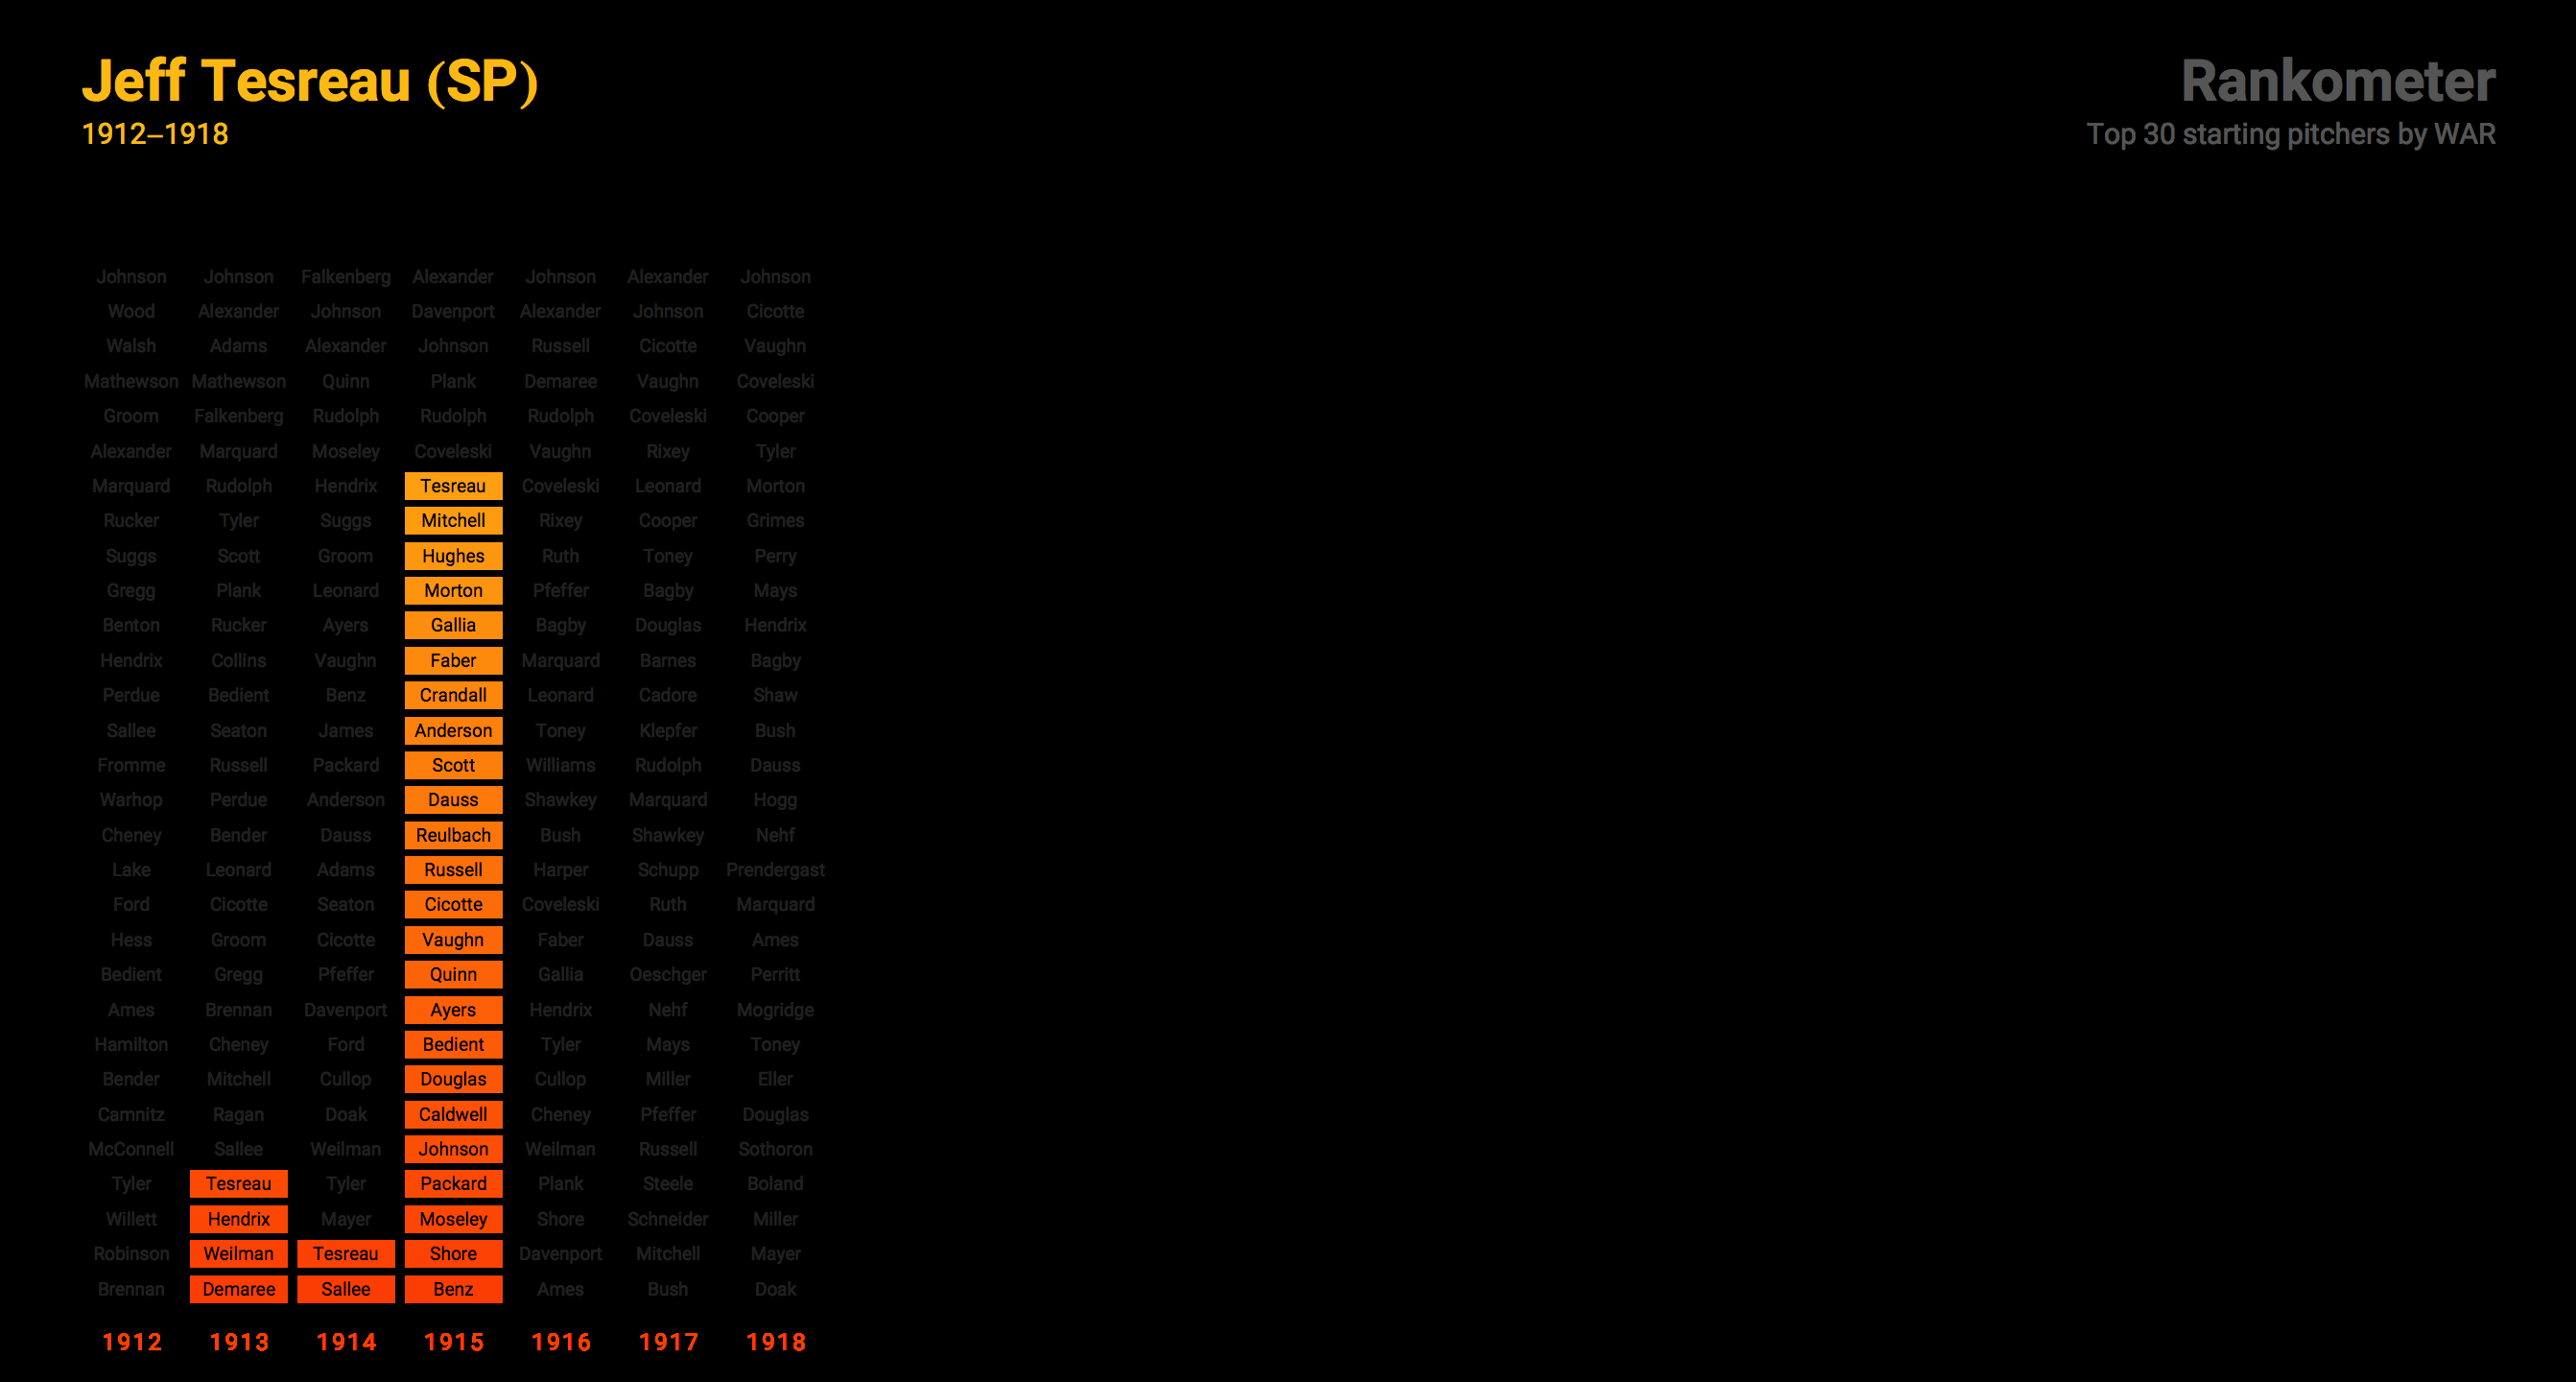 Jeff Tesreau (SP)
1912–1918
Rankometer
Top 30 starting pitchers by WAR
Johnson Johnson Falkenberg Alexander Johnson Alexander Johnson
Wood Alexander Johnson Davenport Alexander Johnson Cicotte
Walsh Adams Alexander Johnson Russell Cicotte Vaughn
Mathewson Mathewson Quinn Plank Demaree Vaughn Coveleski
Groom Falkenberg Rudolph Rudolph Rudolph Coveleski Cooper
Alexander Marquard Moseley Coveleski Vaughn Rixey Tyler
Marquard Rudolph Hendrix Tesreau Coveleski Leonard Morton
Rucker Tyler Suggs Mitchell Rixey Cooper Grimes
Suggs Scott Groom Hughes Ruth Toney Perry
Gregg Plank Leonard Morton Pfeffer Bagby Mays
Benton Rucker Ayers Gallia Bagby Douglas Hendrix
Hendrix Collins Vaughn Faber Marquard Barnes Bagby
Perdue Bedient Benz Crandall Leonard Cadore Shaw
Sallee Seaton James Anderson Toney Klepfer Bush
Fromme Russell Packard Scott Williams Rudolph Dauss
Warhop Perdue Anderson Dauss Shawkey Marquard Hogg
Cheney Bender Dauss Reulbach Bush Shawkey Nehf
Lake Leonard Adams Russell Harper Schupp Prendergast
Ford Cicotte Seaton Cicotte Coveleski Ruth Marquard
Hess Groom Cicotte Vaughn Faber Dauss Ames
Bedient Gregg Pfeffer Quinn Gallia Oeschger Perritt
Ames Brennan Davenport Ayers Hendrix Nehf Mogridge
Hamilton Cheney Ford Bedient Tyler Mays Toney
Bender Mitchell Cullop Douglas Cullop Miller Eller
Camnitz Ragan Doak Caldwell Cheney Pfeffer Douglas
McConnell Sallee Weilman Johnson Weilman Russell Sothoron
Tyler Tesreau Tyler Packard Plank Steele Boland
Willett Hendrix Mayer Moseley Shore Schneider Miller
Robinson Weilman Tesreau Shore Davenport Mitchell Mayer
Brennan Demaree Sallee Benz Ames Bush Doak
1912 1913 1914 1915 1916 1917 1918